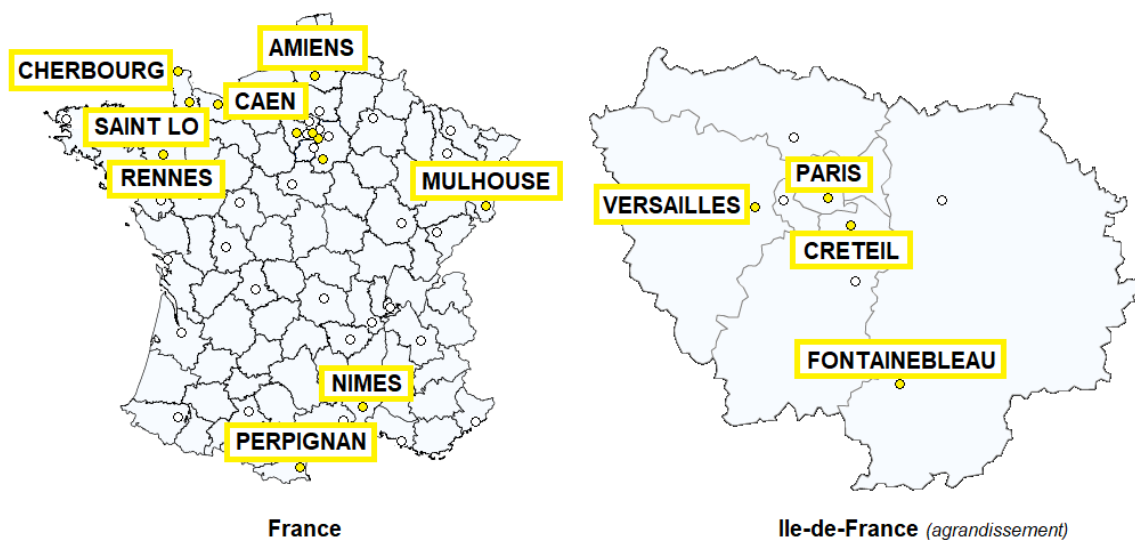 AMIENS
CHERBOURG
CAEN
SAINT LO
RENNES
MULHOUSE
NIMES
PERPIGNAN
France
PARIS
VERSAILLES
CRETEIL
FONTAINEBLEAU
Ile-de-France (agrandissement)